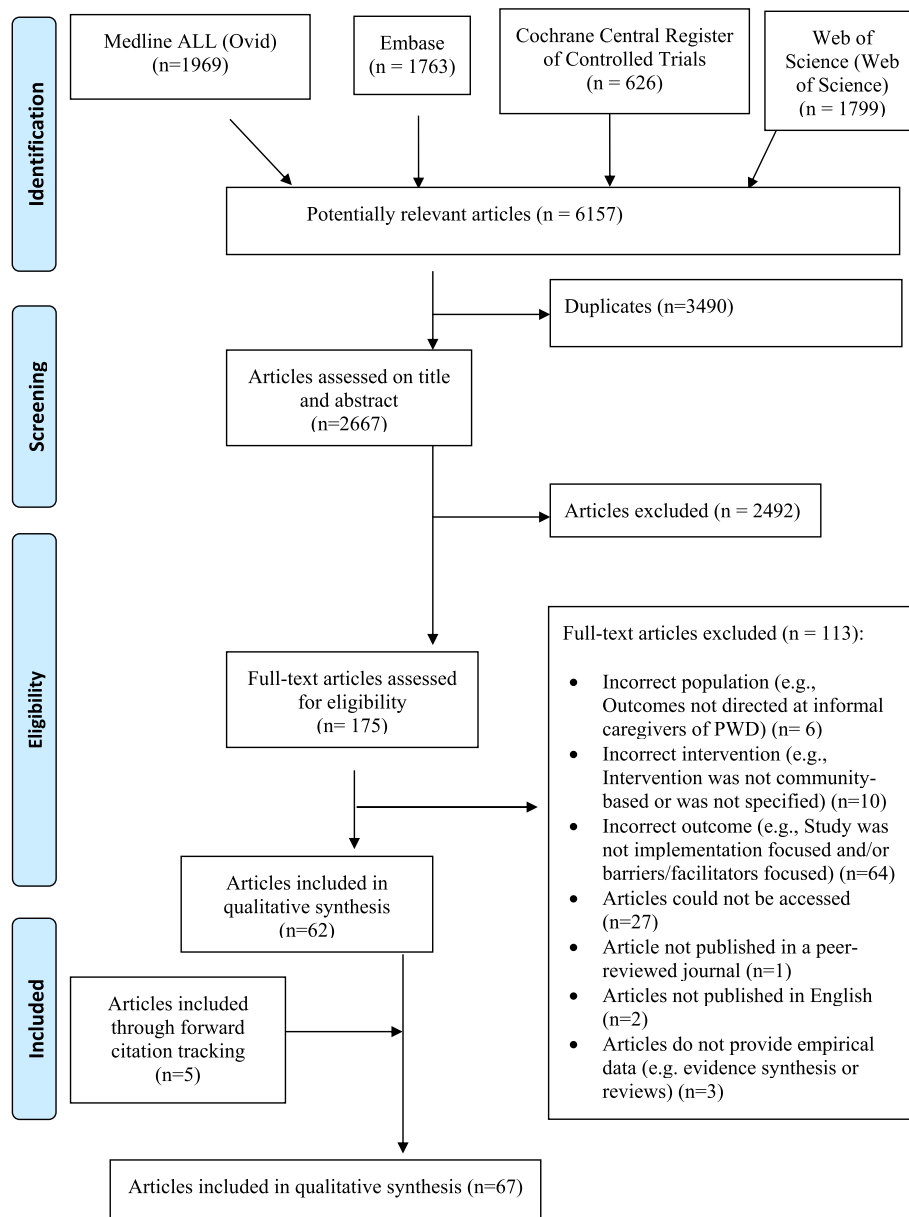 Identification
Medline ALL (Ovid)
(n=1969)
Embase
(n = 1763)
Cochrane Central Register
of Controlled Trials
(n = 626)
Web of
Science (Web
of Science)
(n = 1799)
Potentially relevant articles (n = 6157)
Screening
Duplicates (n=3490)
Articles assessed on title
and abstract
(n=2667)
Articles excluded (n = 2492)
Eligibility
Full-text articles assessed
for eligibility
(n= 175)
Full-text articles excluded (n = 113):
• Incorrect population (e.g.,
Outcomes not directed at informal
caregivers of PWD) (n= 6)
• Incorrect intervention (e.g.,
Intervention was not community-
based or was not specified) (n=10)
• Incorrect outcome (e.g., Study was
not implementation focused and/or
barriers/facilitators focused) (n=64)
• Articles could not be accessed
(n=27)
• Article not published in a peer-
reviewed journal (n=1)
• Articles not published in English
(n=2)
• Articles do not provide empirical
data (e.g. evidence synthesis or
reviews) (n=3)
Articles included in
qualitative synthesis
(n=62)
Included
Articles included
through forward
citation tracking
(n=5)
Articles included in qualitative synthesis (n=67)